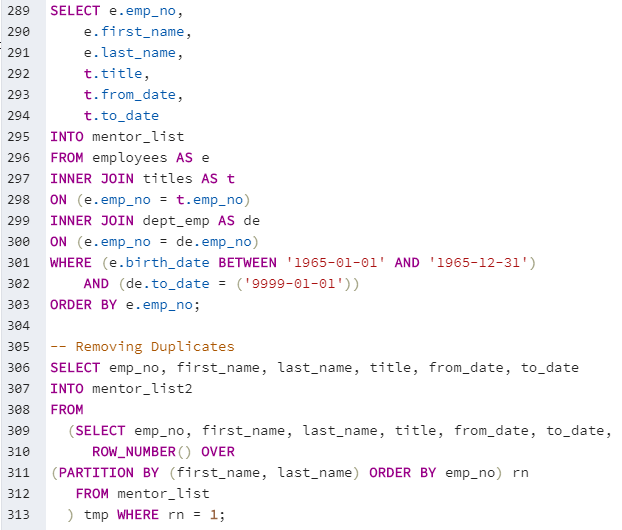 289 SELECT e.emp_no,
290     e.first_name,
291     e.last_name,
292     t.title,
293     t.from_date,
294     t.to_date
295 INTO mentor_list
296 FROM employees AS e
297 INNER JOIN titles AS t
298 ON (e.emp_no = t.emp_no)
299 INNER JOIN dept_emp AS de
300 ON (e.emp_no = de.emp_no)
301 WHERE (e.birth_date BETWEEN '1965-01-01' AND '1965-12-31')
302     AND (de.to_date = ('9999-01-01'))
303 ORDER BY e.emp_no;
304
305 -- Removing Duplicates
306 SELECT emp_no, first_name, last_name, title, from_date, to_date
307 INTO mentor_list2
308 FROM
309   (SELECT emp_no, first_name, last_name, title, from_date, to_date,
310      ROW_NUMBER() OVER
311 (PARTITION BY (first_name, last_name) ORDER BY emp_no) rn
312    FROM mentor_list
313   ) tmp WHERE rn = 1;